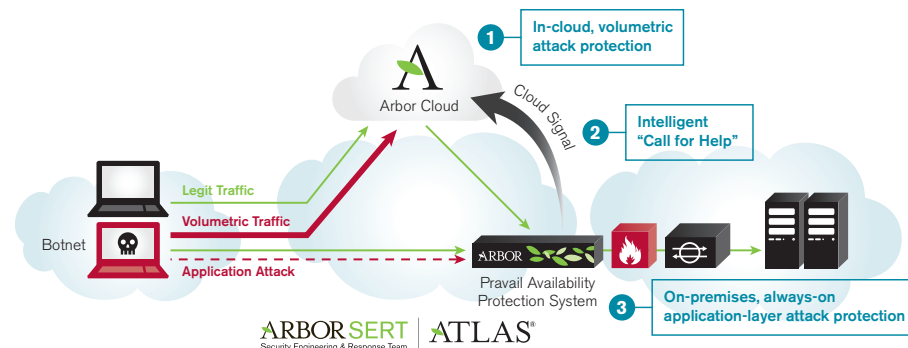 1
In-cloud, volumetric
attack protection
A
Arbor Cloud
Cloud Signal
2
Intelligent
“Call for Help”
Legit Traffic
Volumetric Traffic
Botnet
Application Attack
ARBOR
Pravail Availability
Protection System
3
On-premises, always-on
application-layer attack protection
ARBOR SERT
Security Engineering & Response Team
ATLAS®